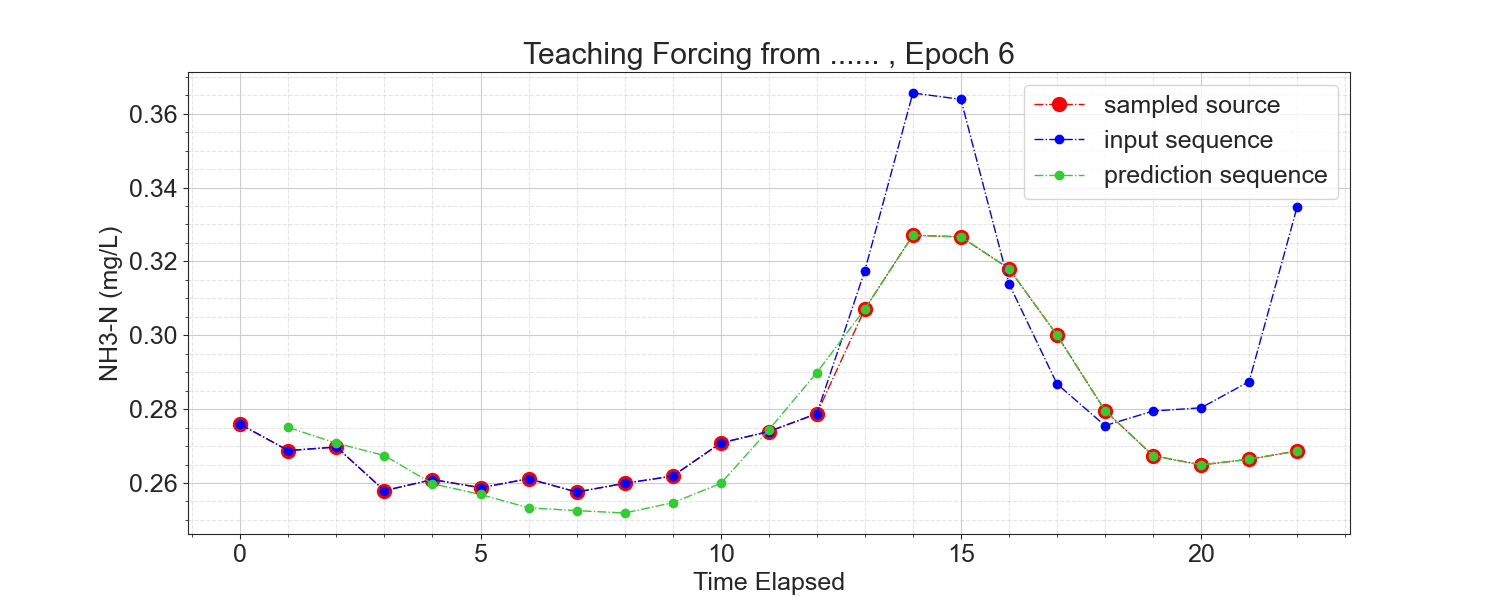 Teaching Forcing from ...... , Epoch 6
sampled source
input sequence
prediction sequence
NH3-N (mg/L)
0.36
0.34
0.32
0.30
0.28
0.26
0 5 10 15 20
Time Elapsed